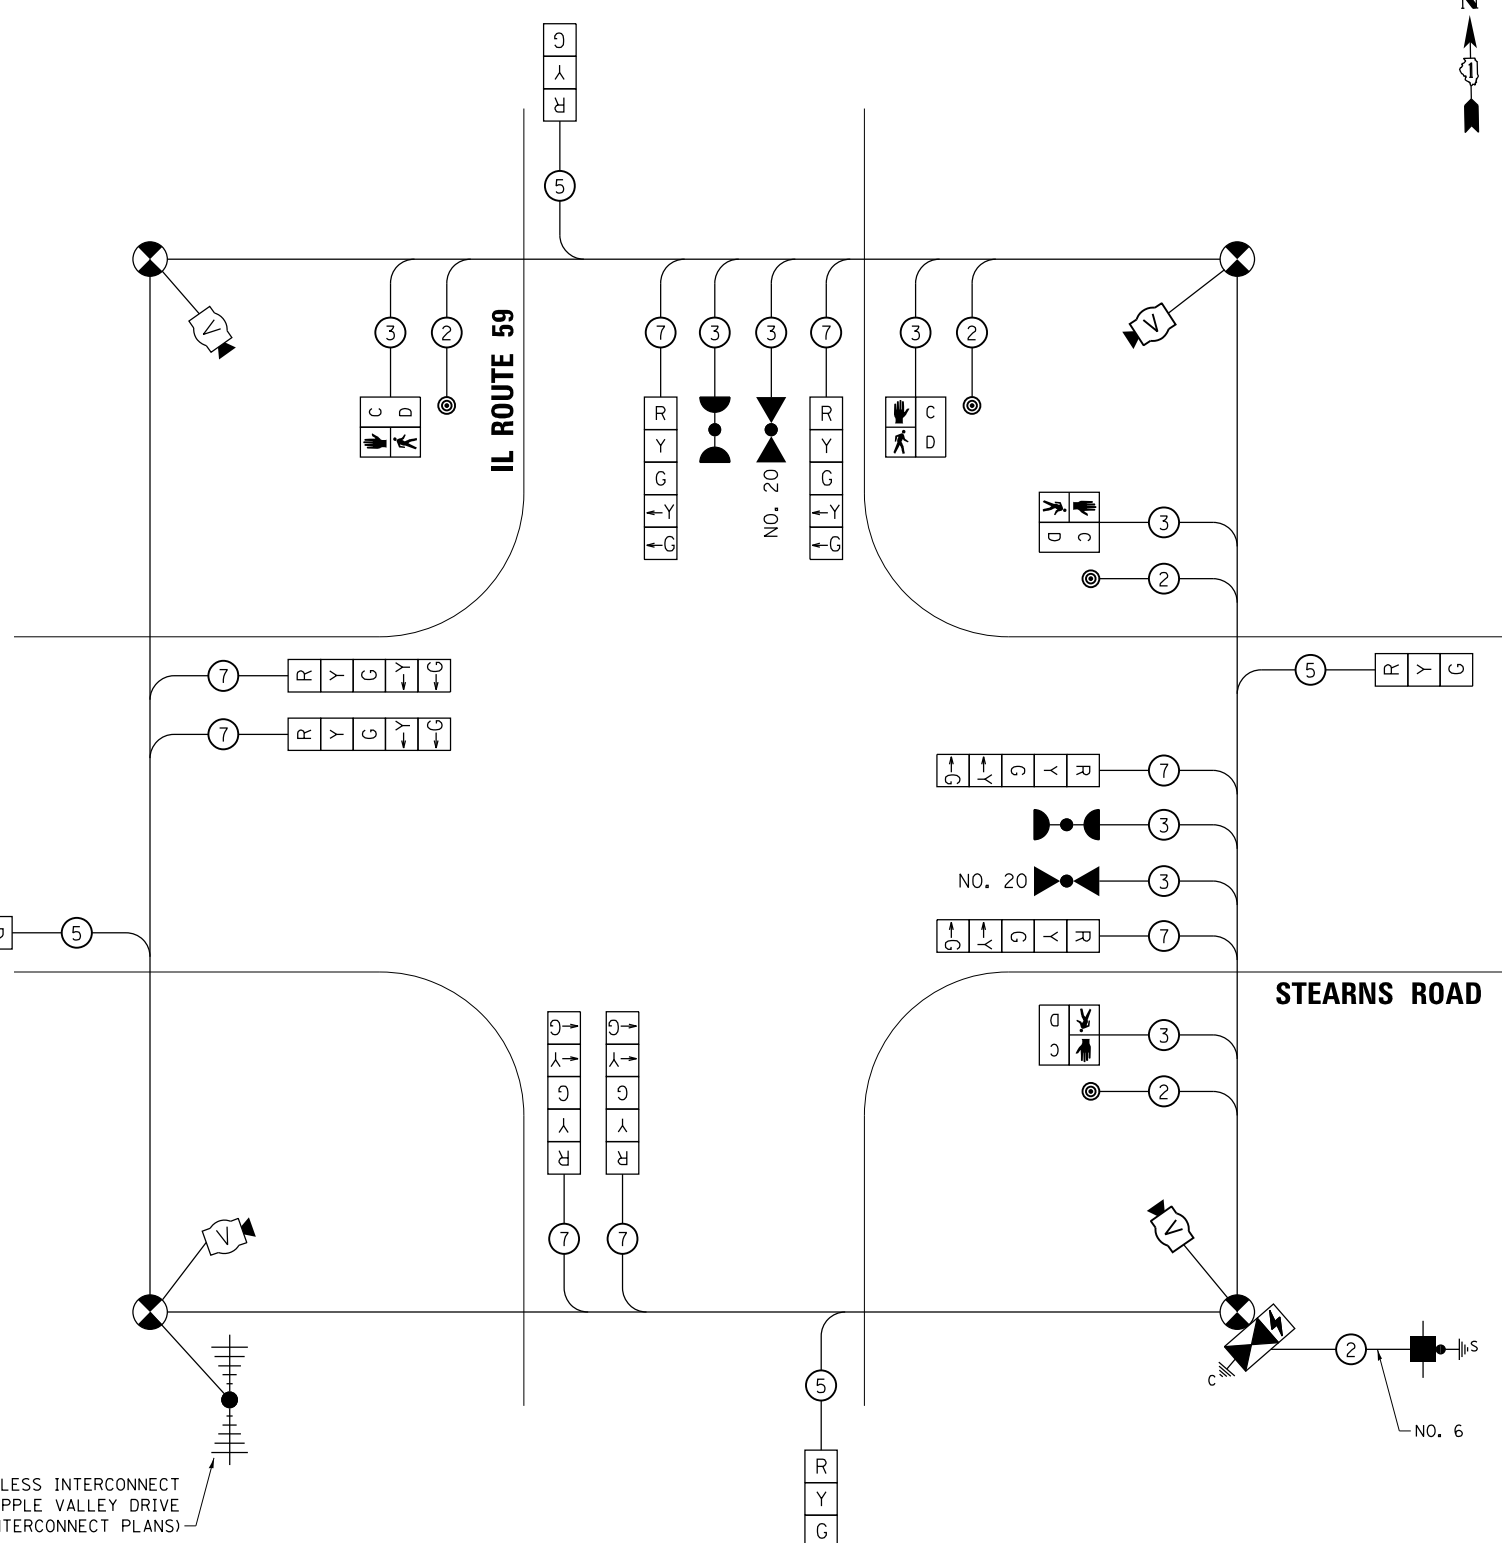 N
1
G
Y
R
5
V
V
3
2
7
3
3
7
3
2
IL ROUTE 59
C D
R
Y
G
←Y
←G
NO. 20
R
Y
G
←Y
←G
C
D
3
C
D
2
7
R Y G ←Y ←G
5
R Y G
7
R Y G ←Y ←G
←G ←Y G Y R
7
3
NO. 20
3
5
←G ←Y G Y R
7
STEARNS ROAD
D
C
3
2
←G
←Y
G
Y
R
←G
←Y
G
Y
R
7
7
V
V
5
R
Y
G
C
2
S
NO. 6
LESS INTERCONNECT
PPLE VALLEY DRIVE
NTERCONNECT PLANS)